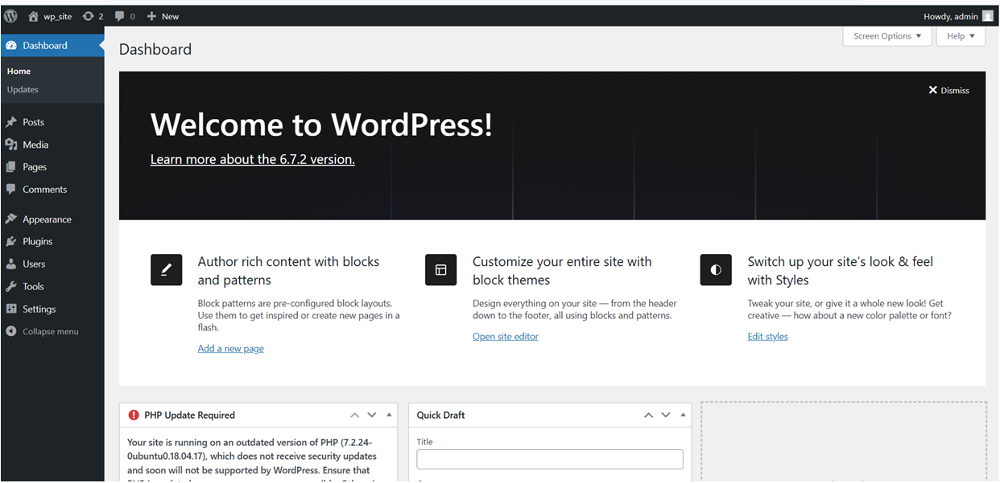 wp_site 2 0 New Howdy, admin
Screen Options Help
Dashboard
Home
Updates
Posts
Media
Pages
Comments
Appearance
Plugins
Users
Tools
Settings
Collapse menu
Dashboard
Dismiss
Welcome to WordPress!
Learn more about the 6.7.2 version.
Author rich content with blocks
and patterns
Block patterns are pre-configured block layouts.
Use them to get inspired or create new pages in a
flash.
Add a new page
Customize your entire site with
block themes
Design everything on your site — from the header
down to the footer, all using blocks and patterns.
Open site editor
Switch up your site’s look & feel
with Styles
Tweak your site, or give it a whole new look! Get
creative — how about a new color palette or font?
Edit styles
PHP Update Required
Your site is running on an outdated version of PHP (7.2.24-
0ubuntu0.18.04.17), which does not receive security updates
and soon will not be supported by WordPress. Ensure that
Quick Draft
Title